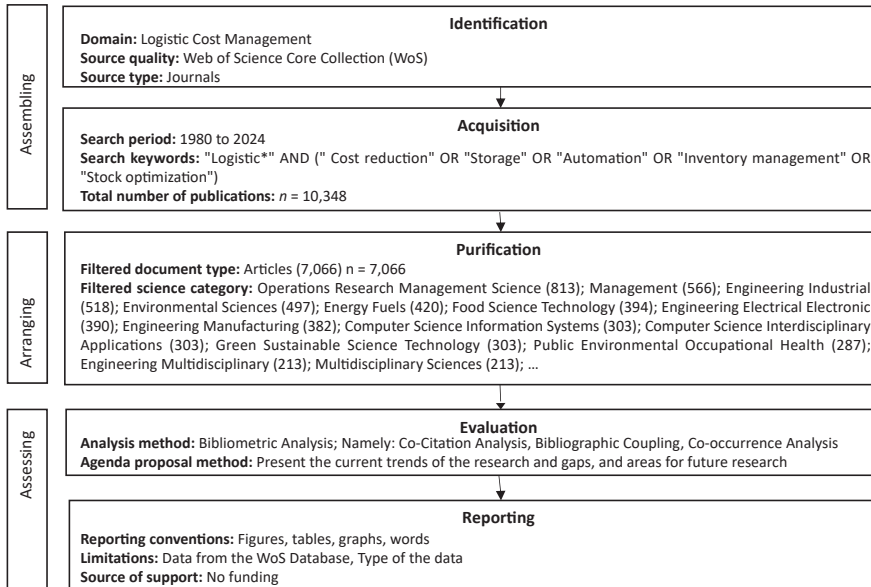 Assembling
Identification
Domain: Logistic Cost Management
Source quality: Web of Science Core Collection (WoS)
Source type: Journals
Acquisition
Search period: 1980 to 2024
Search keywords: "Logistic*" AND (" Cost reduction" OR "Storage" OR "Automation" OR "Inventory management" OR
"Stock optimization")
Total number of publications: n = 10,348
Arranging
Purification
Filtered document type: Articles (7,066) n = 7,066
Filtered science category: Operations Research Management Science (813); Management (566); Engineering Industrial
(518); Environmental Sciences (497); Energy Fuels (420); Food Science Technology (394); Engineering Electrical Electronic
(390); Engineering Manufacturing (382); Computer Science Information Systems (303); Computer Science Interdisciplinary
Applications (303); Green Sustainable Science Technology (303); Public Environmental Occupational Health (287);
Engineering Multidisciplinary (213); Multidisciplinary Sciences (213); ...
Assessing
Evaluation
Analysis method: Bibliometric Analysis; Namely: Co-Citation Analysis, Bibliographic Coupling, Co-occurrence Analysis
Agenda proposal method: Present the current trends of the research and gaps, and areas for future research
Reporting
Reporting conventions: Figures, tables, graphs, words
Limitations: Data from the WoS Database, Type of the data
Source of support: No funding